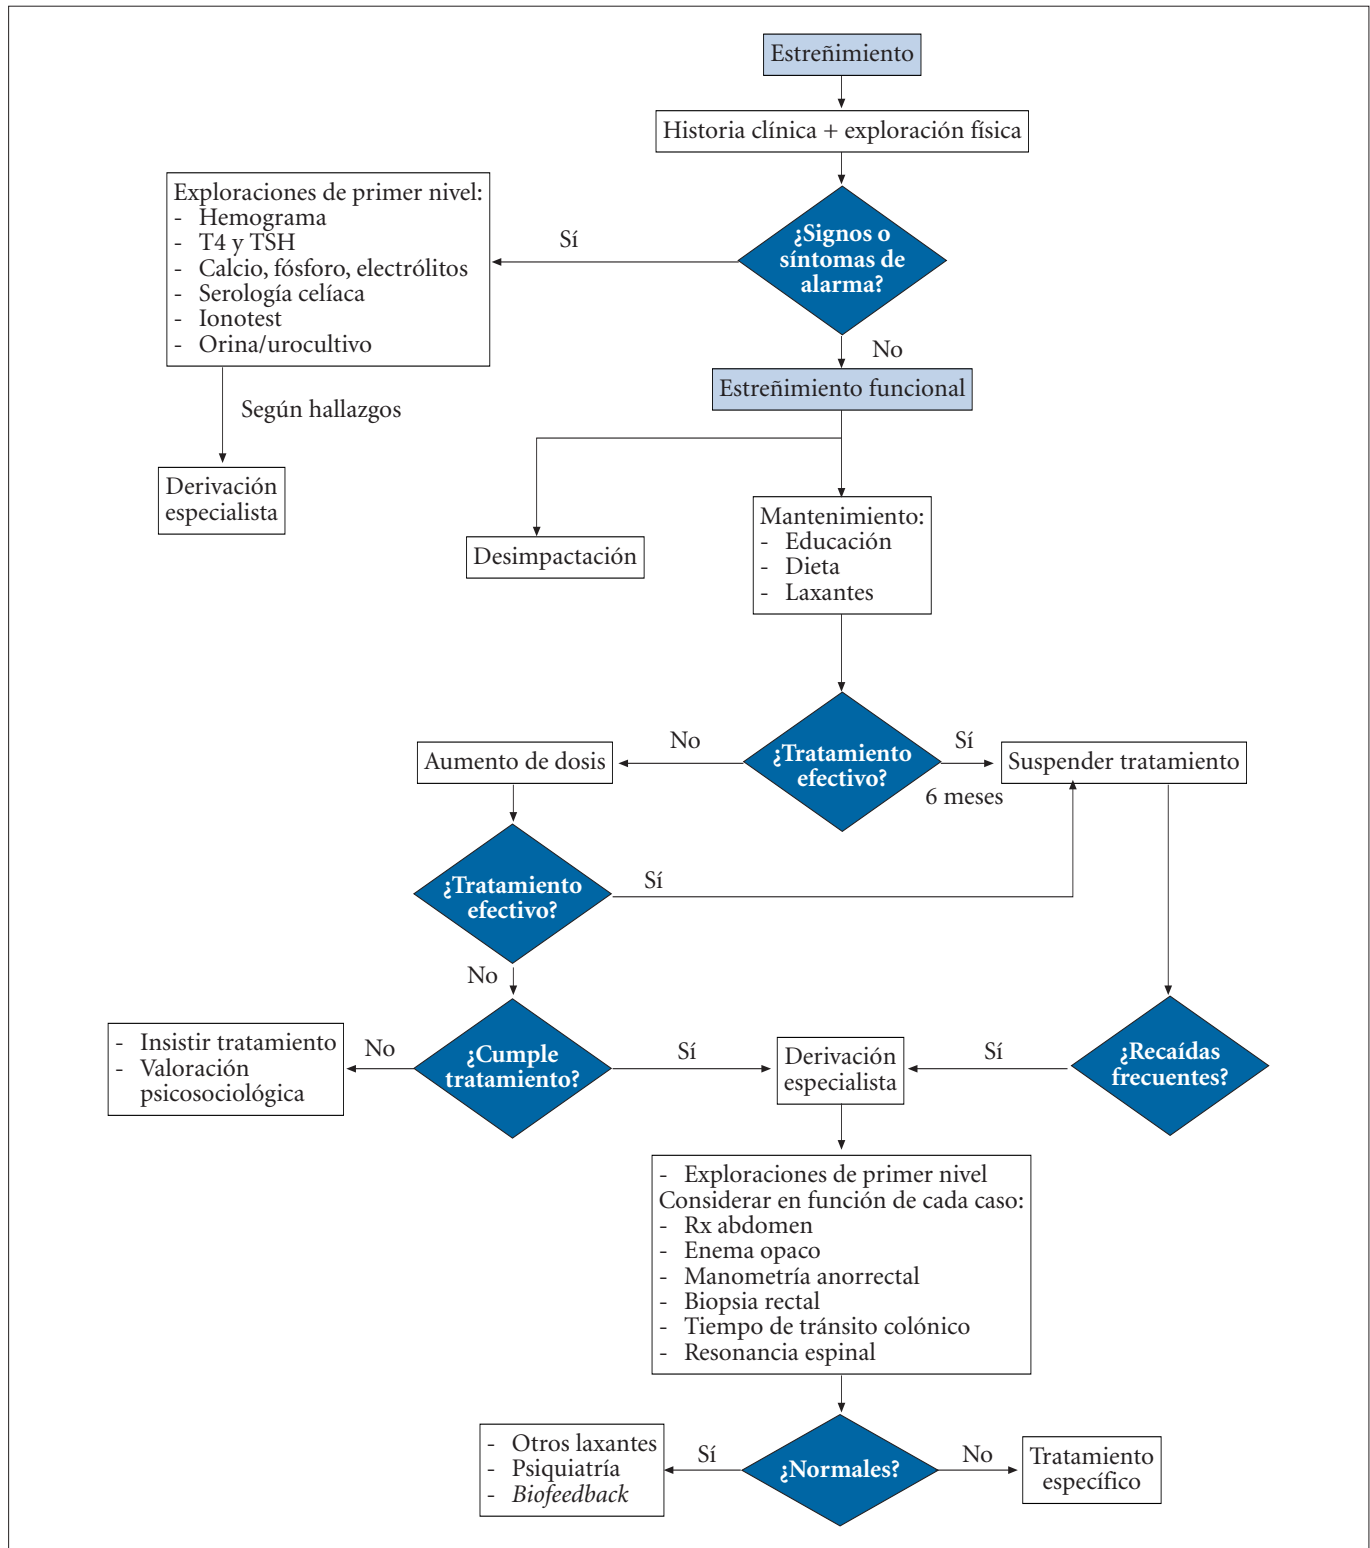 Estreñimiento
Historia clínica + exploración física
¿Signos o
síntomas de
alarma?
Sí
Exploraciones de primer nivel:
- Hemograma
- T4 y TSH
- Calcio, fósforo, electrólitos
- Serología celíaca
- Ionotest
- Orina/urocultivo
Según hallazgos
Derivación
especialista
No
Estreñimiento funcional
Desimpactación
Mantenimiento:
- Educación
- Dieta
- Laxantes
¿Tratamiento
efectivo?
No
Aumento de dosis
Sí
6 meses
Suspender tratamiento
¿Tratamiento
efectivo?
Sí
No
¿Cumple
tratamiento?
No
- Insistir tratamiento
- Valoración
psicosociológica
Sí
Derivación
especialista
Sí
¿Recaídas
frecuentes?
- Exploraciones de primer nivel
Considerar en función de cada caso:
- Rx abdomen
- Enema opaco
- Manometría anorrectal
- Biopsia rectal
- Tiempo de tránsito colónico
- Resonancia espinal
¿Normales?
Sí
- Otros laxantes
- Psiquiatría
- Biofeedback
No
Tratamiento
específico